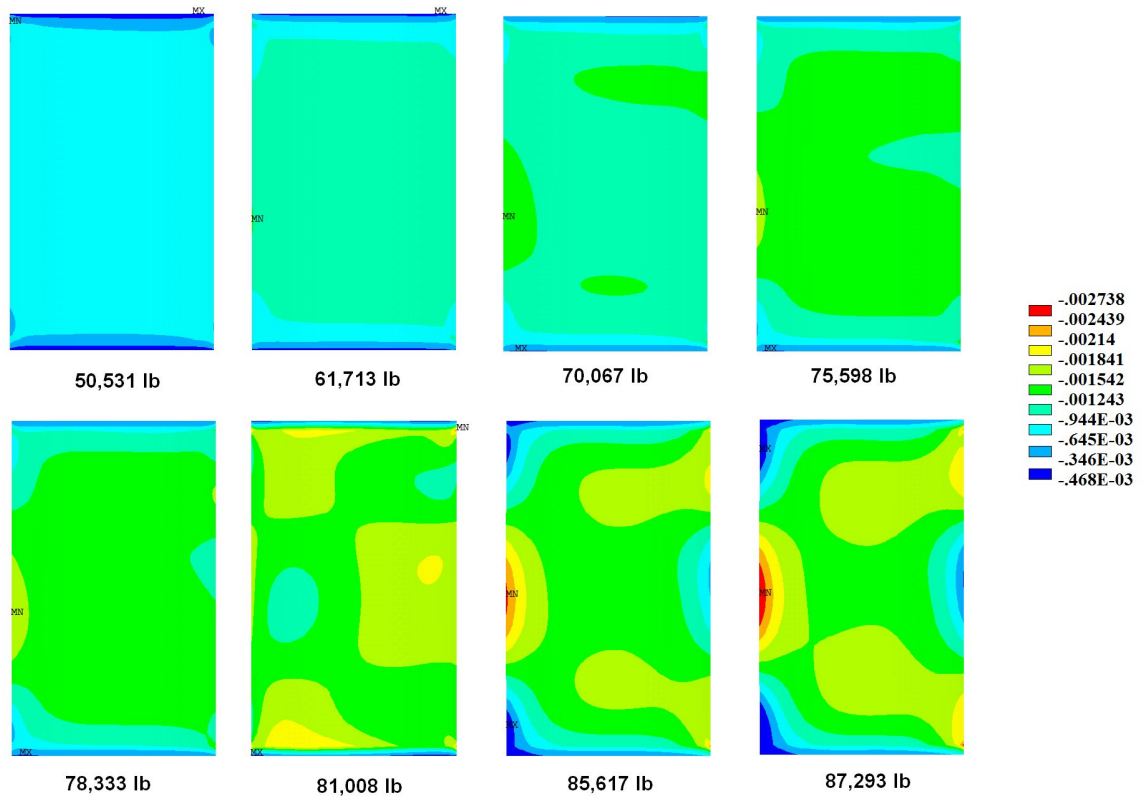 MN MX MX
50,531 lb 61,713 lb 70,067 lb 75,598 lb
MN MN MN
MX MX
-.002738
-.002439
-.00214
-.001841
-.001542
-.001243
-.944E-03
-.645E-03
-.346E-03
-.468E-03
MN MX
MN MN MN
MX MX MX
78,333 lb 81,008 lb 85,617 lb 87,293 lb